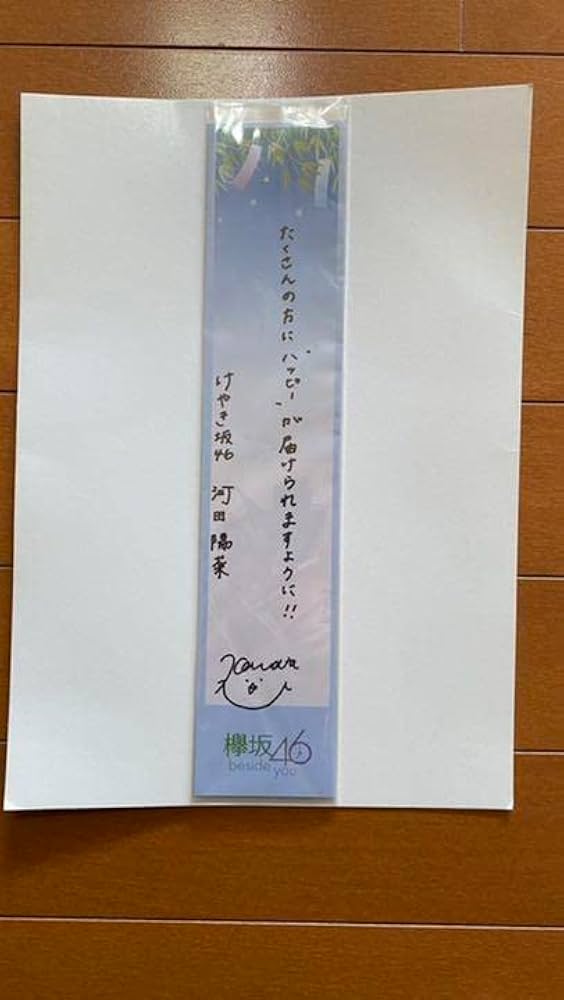 たくさんの方に"ハッピー"が届けられますように!!
けやき坂46 河田陽菜
欅坂46
beside you